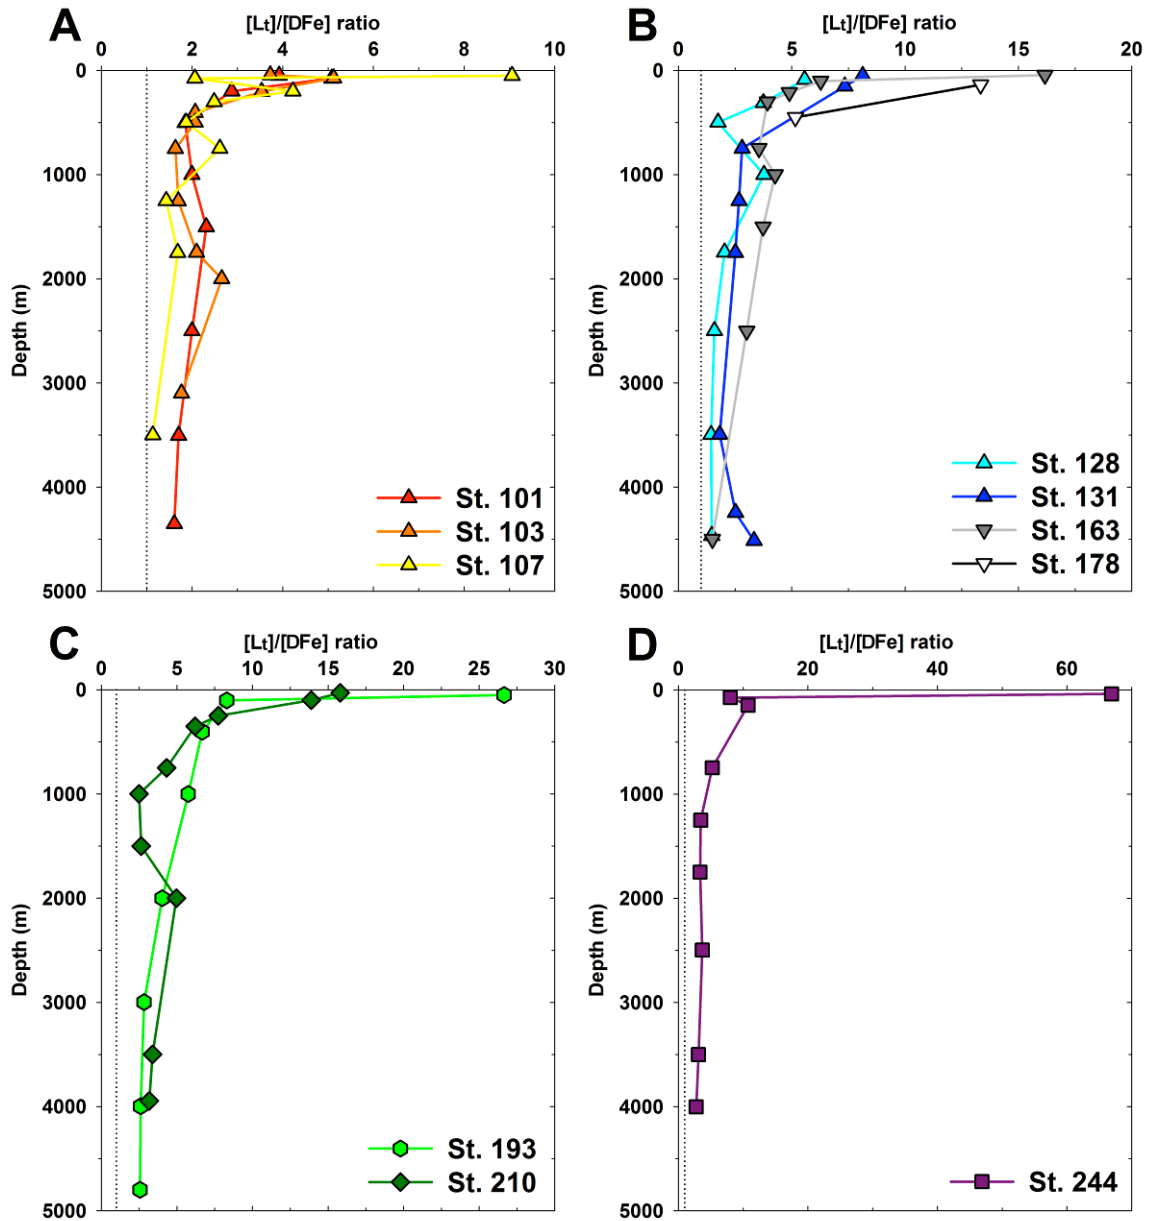 A
[Lt]/[DFe] ratio
0 2 4 6 8 10
0
1000
2000
3000
4000
5000
Depth (m)
St. 101
St. 103
St. 107
B
[Lt]/[DFe] ratio
0 5 10 15 20
0
1000
2000
3000
4000
5000
Depth (m)
St. 128
St. 131
St. 163
St. 178
C
[Lt]/[DFe] ratio
0 5 10 15 20 25 30
0
1000
2000
3000
4000
5000
Depth (m)
St. 193
St. 210
D
[Lt]/[DFe] ratio
0 20 40 60
0
1000
2000
3000
4000
5000
Depth (m)
St. 244